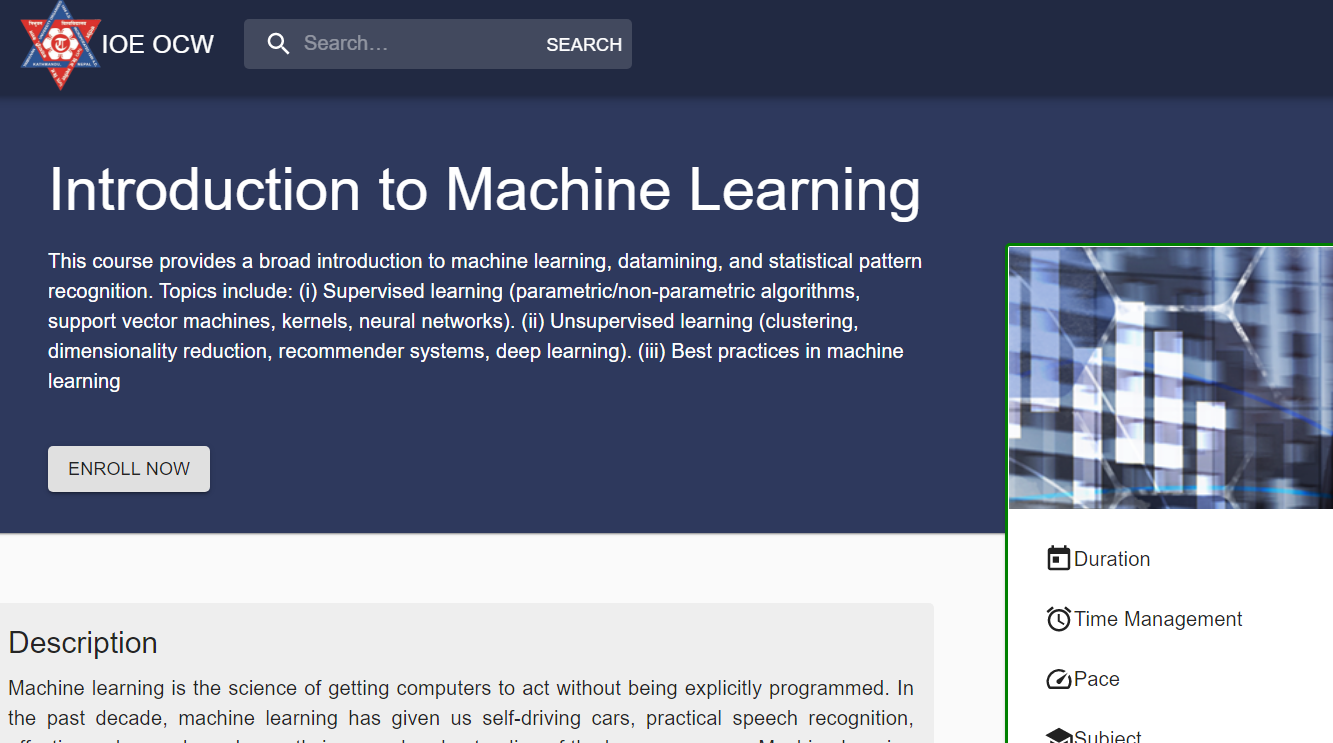 IOE OCW
Search…
SEARCH
Introduction to Machine Learning
This course provides a broad introduction to machine learning, datamining, and statistical pattern
recognition. Topics include: (i) Supervised learning (parametric/non-parametric algorithms,
support vector machines, kernels, neural networks). (ii) Unsupervised learning (clustering,
dimensionality reduction, recommender systems, deep learning). (iii) Best practices in machine
learning
ENROLL NOW
Duration
Time Management
Pace
Subject
Description
Machine learning is the science of getting computers to act without being explicitly programmed. In
the past decade, machine learning has given us self-driving cars, practical speech recognition,